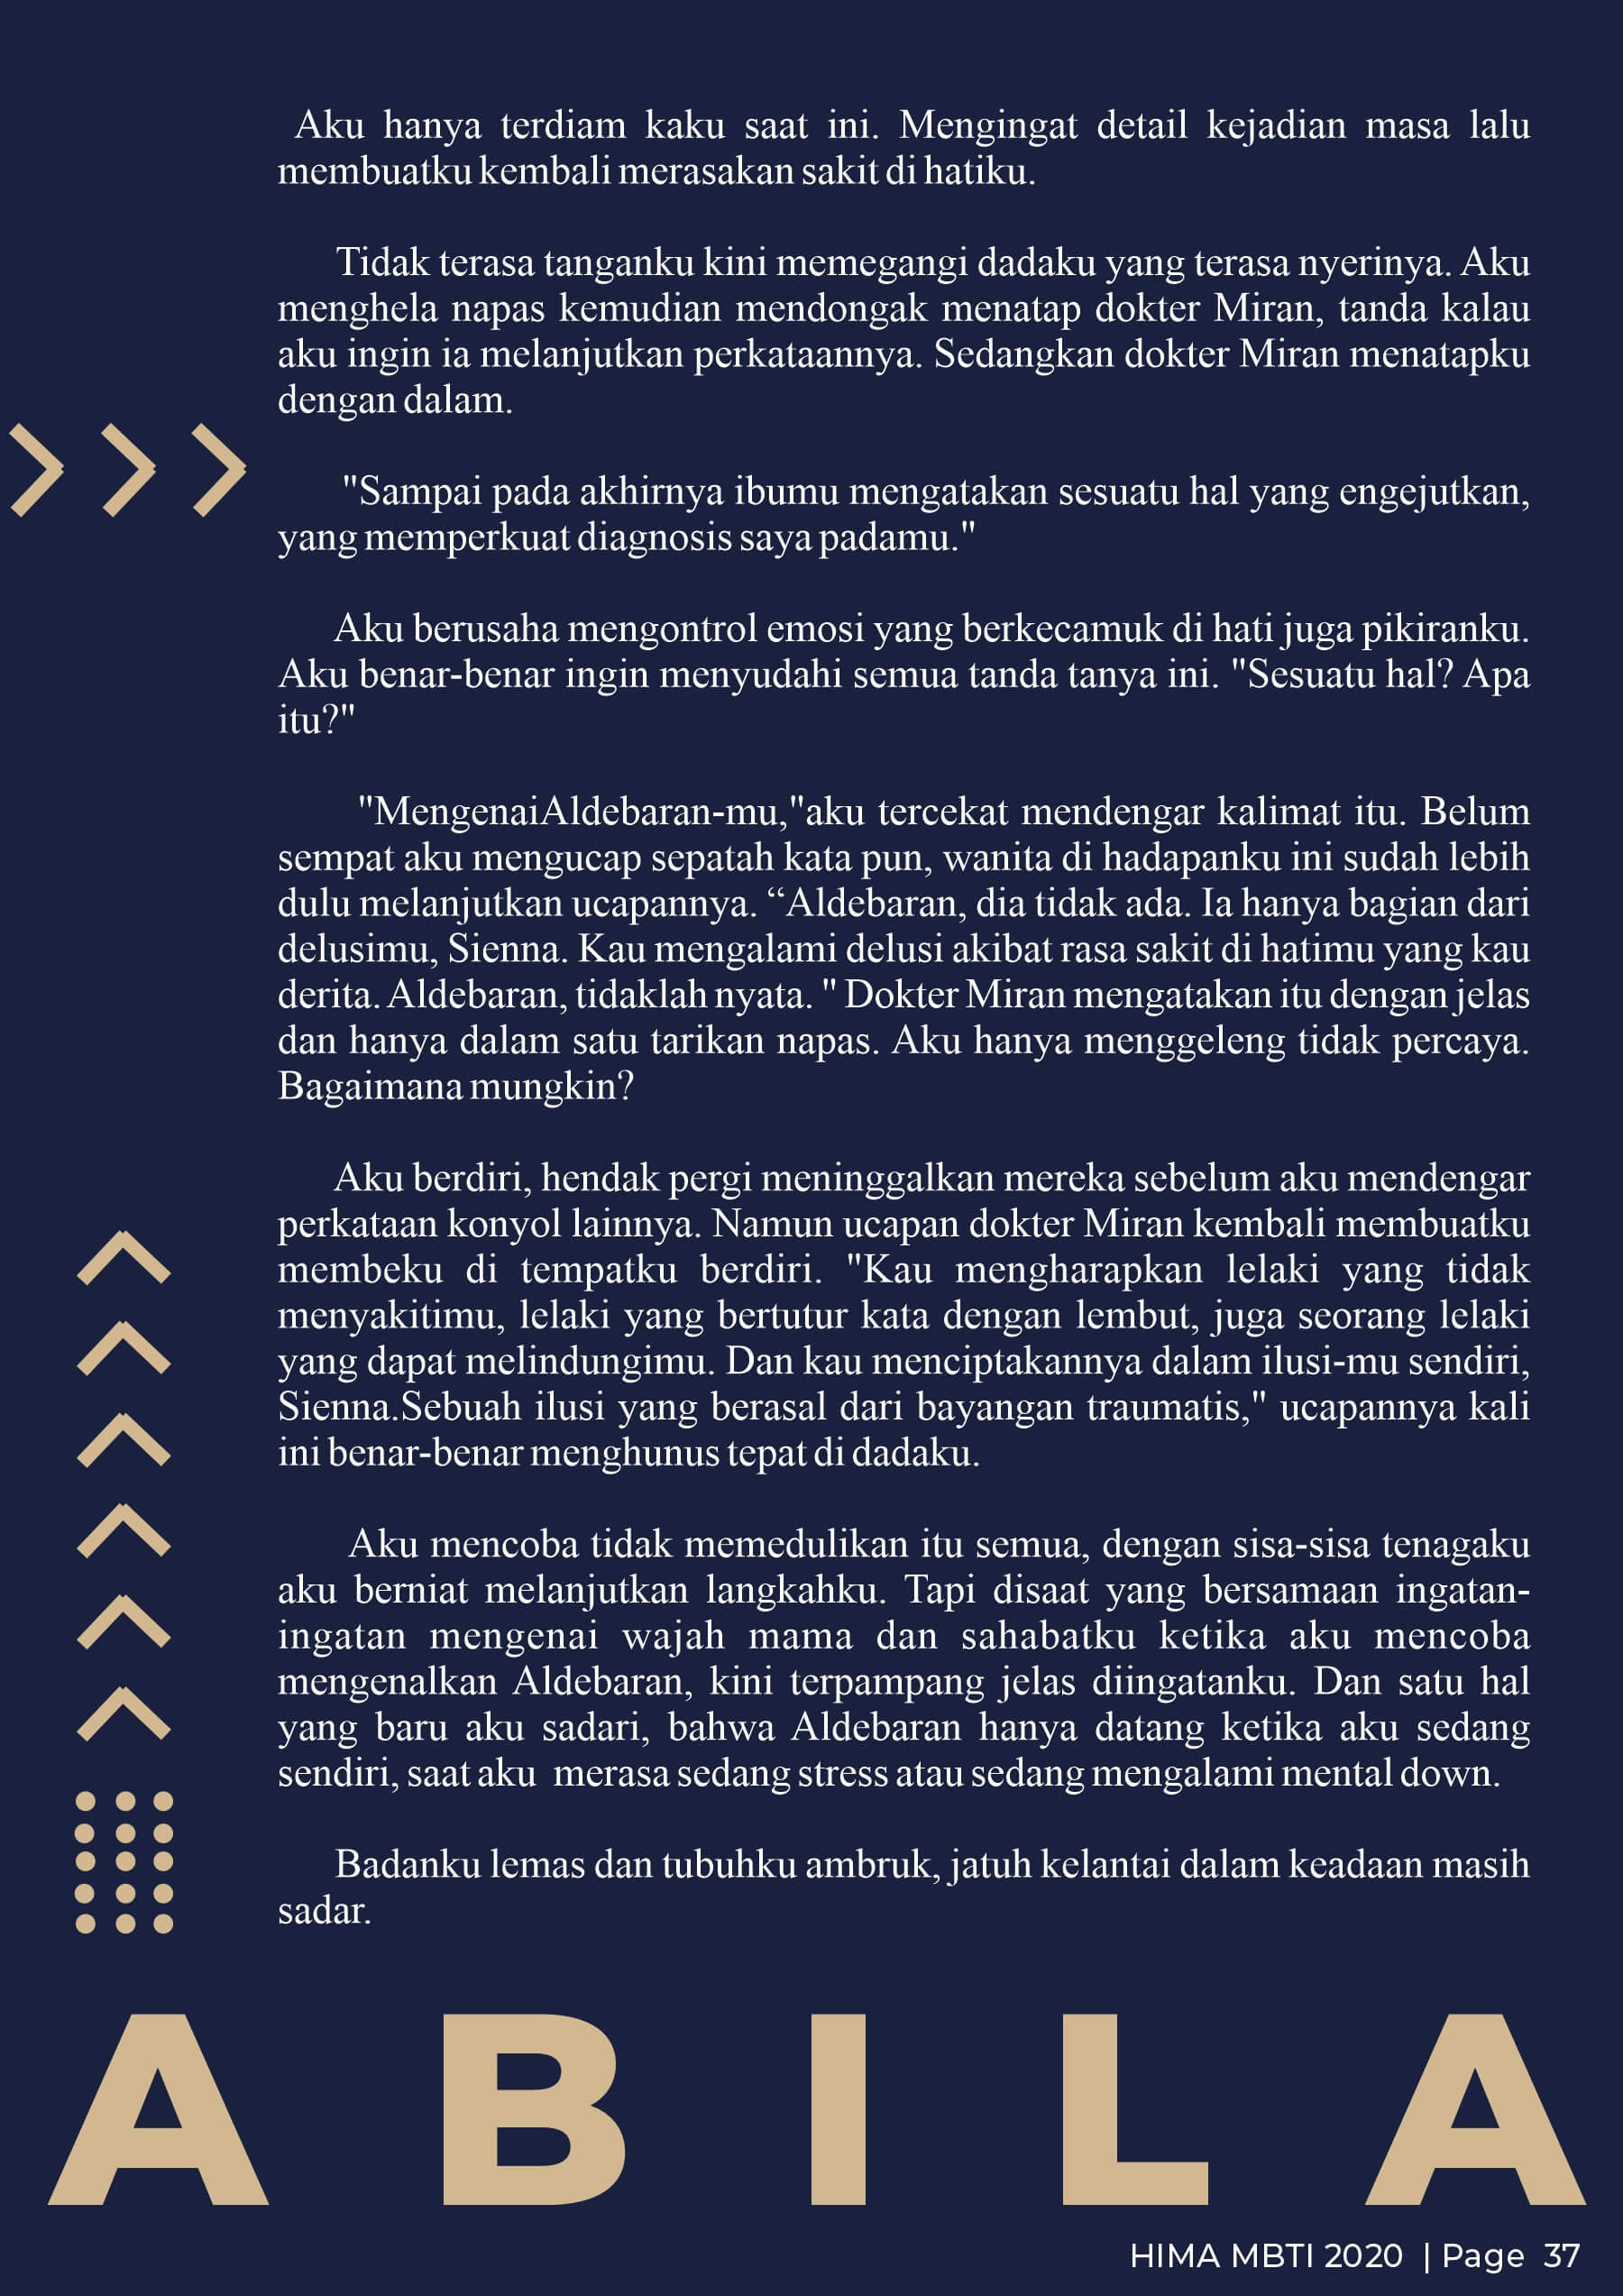 Aku hanya terdiam kaku saat ini. Mengingat detail kejadian masa lalu
membuatku kembali merasakan sakit di hatiku.
Tidak terasa tanganku kini memegangi dadaku yang terasa nyerinya. Aku
menghela napas kemudian mendongak menatap dokter Miran, tanda kalau
aku ingin ia melanjutkan perkataannya. Sedangkan dokter Miran menatapku
dengan dalam.
"Sampai pada akhirnya ibumu mengatakan sesuatu hal yang engejutkan,
yang memperkuat diagnosis saya padamu."
Aku berusaha mengontrol emosi yang berkecamuk di hati juga pikiranku.
Aku benar-benar ingin menyudahi semua tanda tanya ini. "Sesuatu hal? Apa
itu?"
"MengenaiAldebaran-mu,"aku tercekat mendengar kalimat itu. Belum
sempat aku mengucap sepatah kata pun, wanita di hadapanku ini sudah lebih
dulu melanjutkan ucapannya. “Aldebaran, dia tidak ada. Ia hanya bagian dari
delusimu, Sienna. Kau mengalami delusi akibat rasa sakit di hatimu yang kau
derita. Aldebaran, tidaklah nyata. " Dokter Miran mengatakan itu dengan jelas
dan hanya dalam satu tarikan napas. Aku hanya menggeleng tidak percaya.
Bagaimana mungkin?
Aku berdiri, hendak pergi meninggalkan mereka sebelum aku mendengar
perkataan konyol lainnya. Namun ucapan dokter Miran kembali membuatku
membeku di tempatku berdiri. "Kau mengharapkan lelaki yang tidak
menyakitimu, lelaki yang bertutur kata dengan lembut, juga seorang lelaki
yang dapat melindungimu. Dan kau menciptakannya dalam ilusi-mu sendiri,
Sienna.Sebuah ilusi yang berasal dari bayangan traumatis," ucapannya kali
ini benar-benar menghunus tepat di dadaku.
Aku mencoba tidak memedulikan itu semua, dengan sisa-sisa tenagaku
aku berniat melanjutkan langkahku. Tapi disaat yang bersamaan ingatan-
ingatan mengenai wajah mama dan sahabatku ketika aku mencoba
mengenalkan Aldebaran, kini terpampang jelas diingatanku. Dan satu hal
yang baru aku sadari, bahwa Aldebaran hanya datang ketika aku sedang
sendiri, saat aku merasa sedang stress atau sedang mengalami mental down.
Badanku lemas dan tubuhku ambruk, jatuh kelantai dalam keadaan masih
sadar.
A B I L A
HIMA MBTI 2020 | Page 37